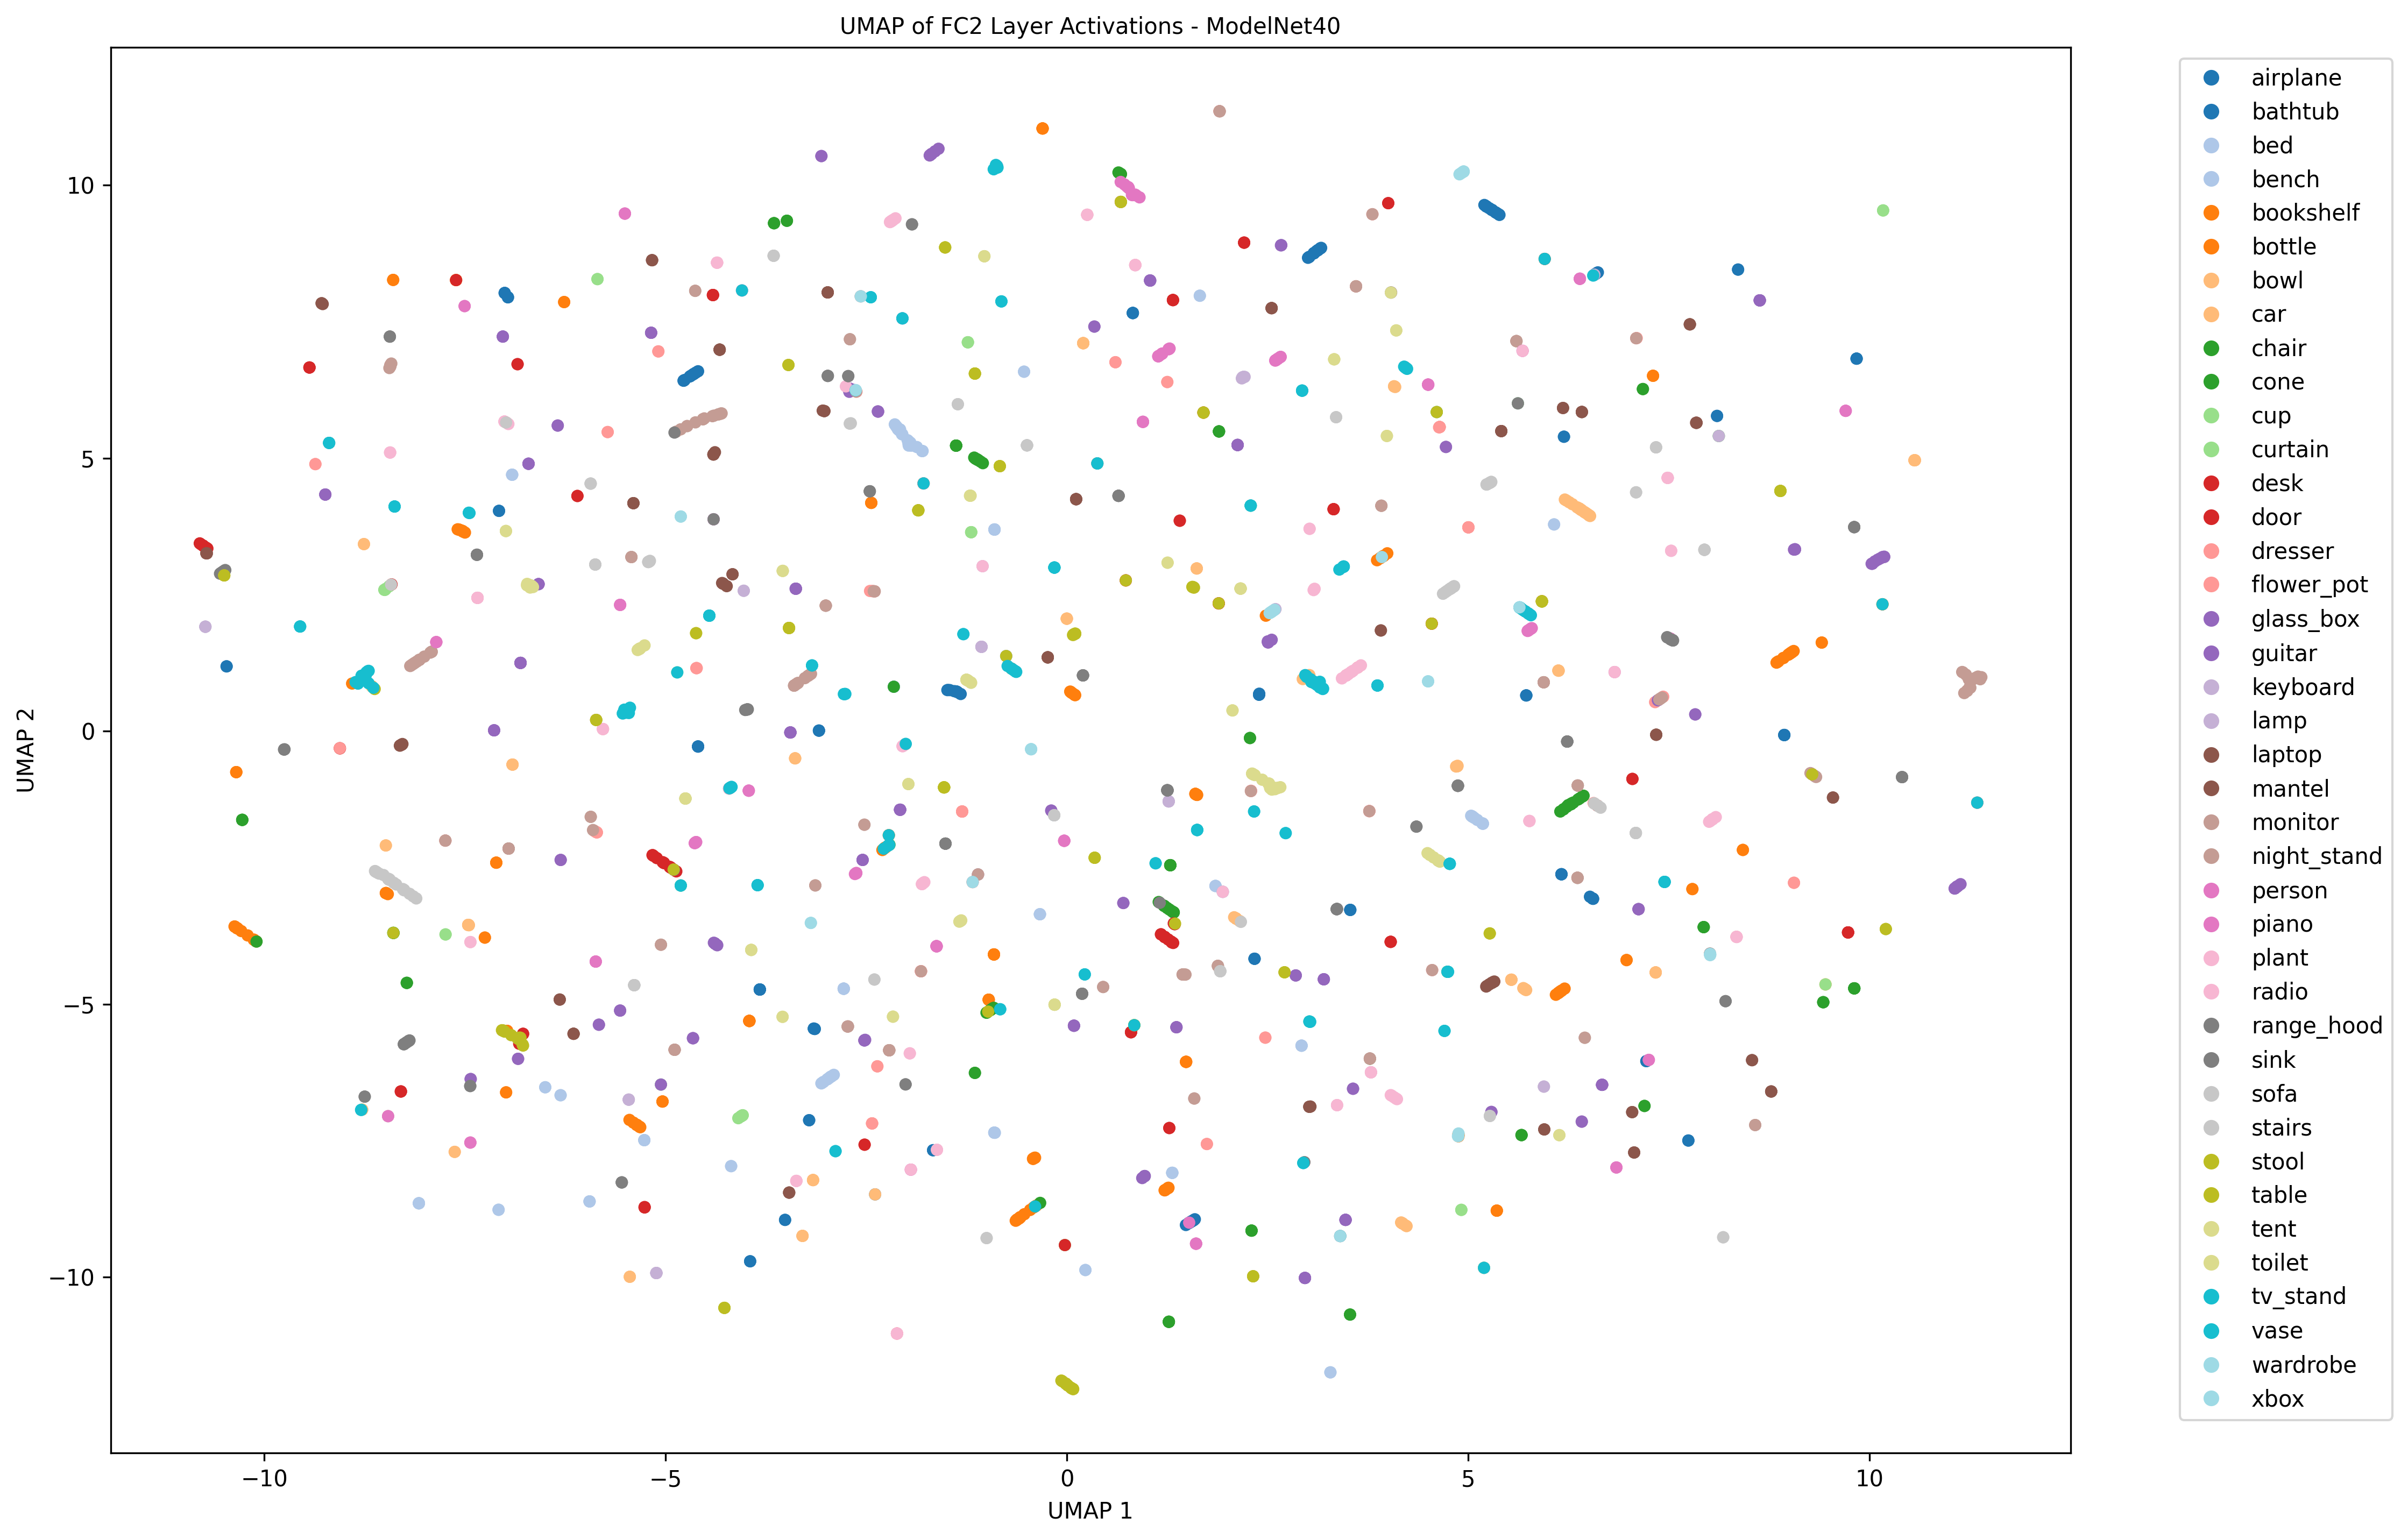 UMAP of FC2 Layer Activations - ModelNet40
UMAP 2
10
5
0
−5
−10
−10
−5
0
5
10
UMAP 1
airplane
bathtub
bed
bench
bookshelf
bottle
bowl
car
chair
cone
cup
curtain
desk
door
dresser
flower_pot
glass_box
guitar
keyboard
lamp
laptop
mantel
monitor
night_stand
person
piano
plant
radio
range_hood
sink
sofa
stairs
stool
table
tent
toilet
tv_stand
vase
wardrobe
xbox